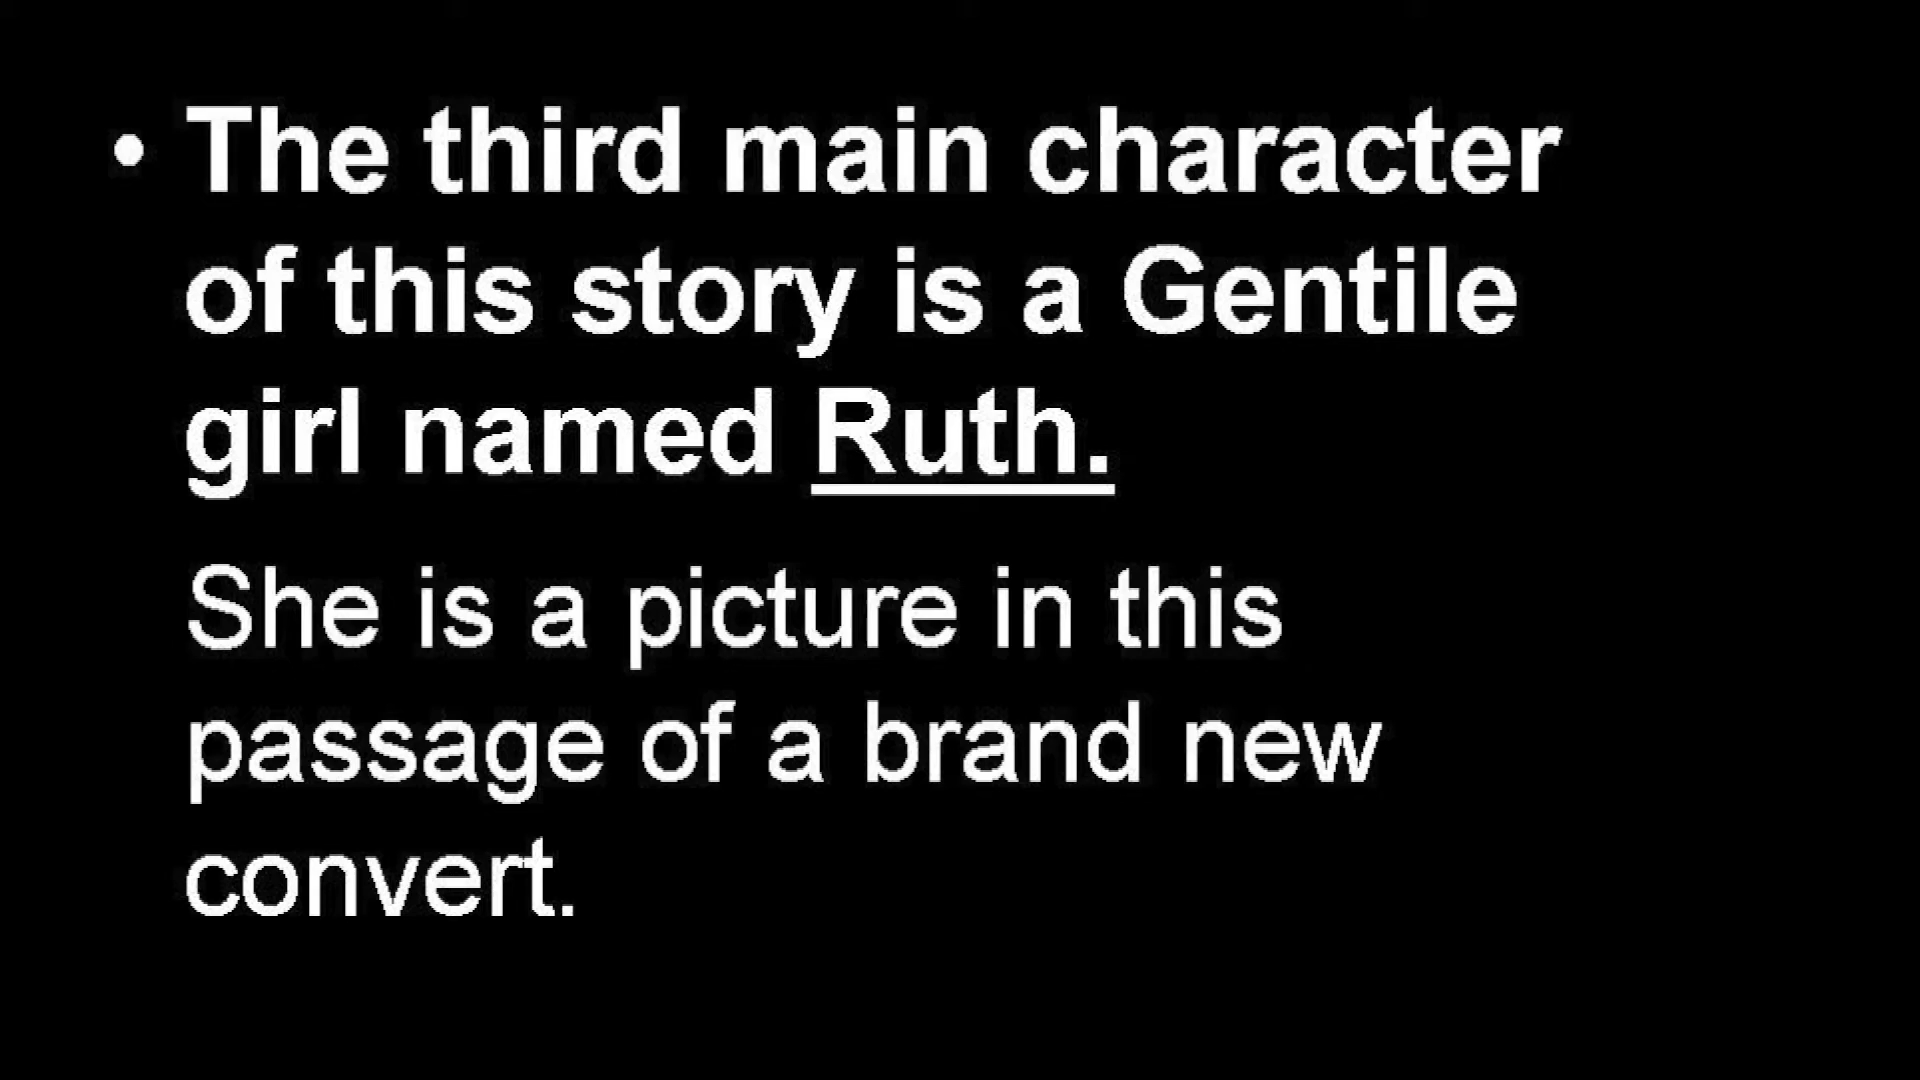 • The third main character
of this story is a Gentile
girl named Ruth.
She is a picture in this
passage of a brand new
convert.